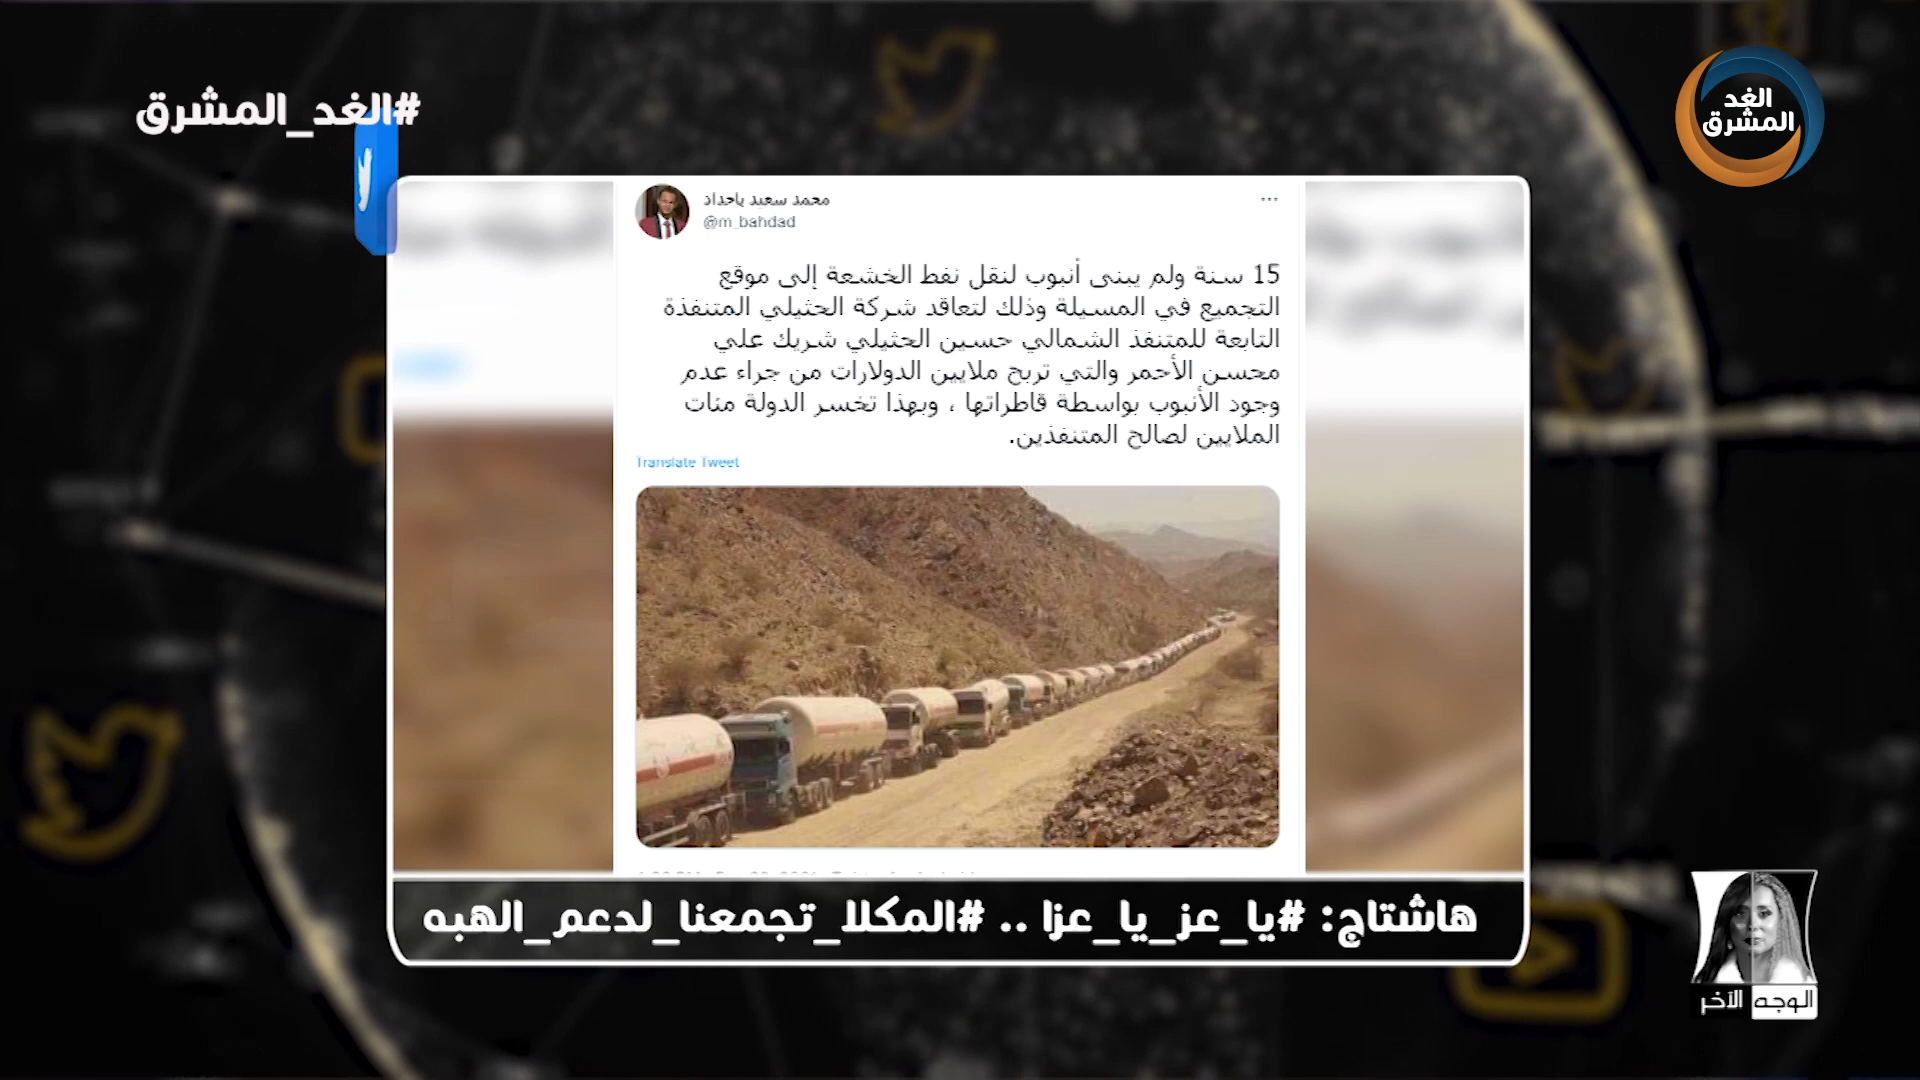 #الغد_المشرق
الغد
المشرق
محمد سعيد باحداد
@m_bahdad
15 سنة ولم يبنى أنبوب لنقل نفط الخشعة إلى موقع
التجميع في المسيلة وذلك لتعاقد شركة الحثيلي المتنفذة
التابعة للمتنفذ الشمالي حسين الحثيلي شريك علي
محسن الأحمر والتي تربح ملايين الدولارات من جراء عدم
وجود الأنبوب بواسطة قاطراتها ، وبهذا تخسر الدولة مئات
الملايين لصالح المتنفذين.
Translate Tweet
هاشتاج: #يا_عز_يا_عزا .. #المكلا_تجمعنا_لدعم_الهبه
الوجه الآخر